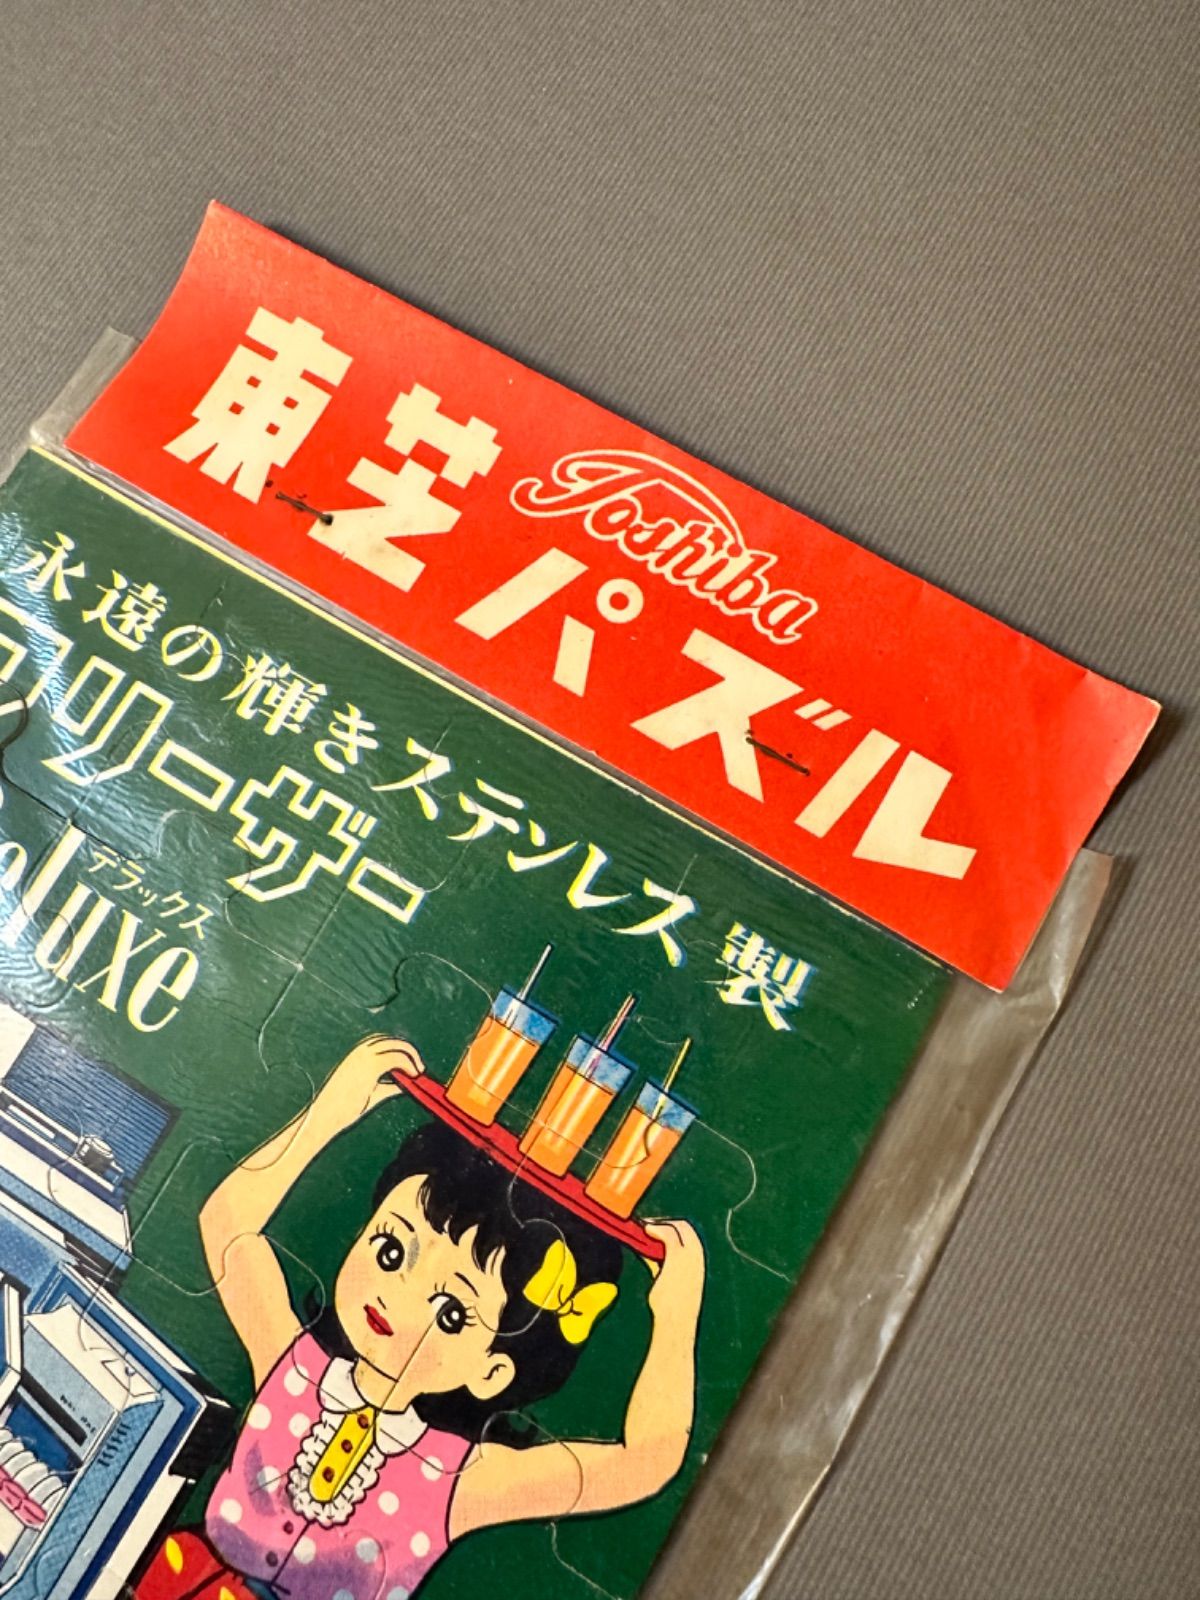 東芝パズル
Toshiba
永遠の輝きステンレス製
フリーザー
デラックス
Deluxe